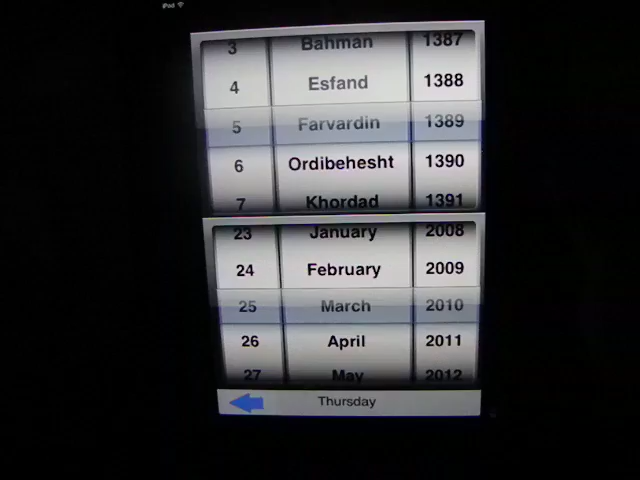 iPod
3 Bahman 1387
4 Esfand 1388
5 Farvardin 1389
6 Ordibehesht 1390
7 Khordad 1391
23 January 2008
24 February 2009
25 March 2010
26 April 2011
27 May 2012
Thursday